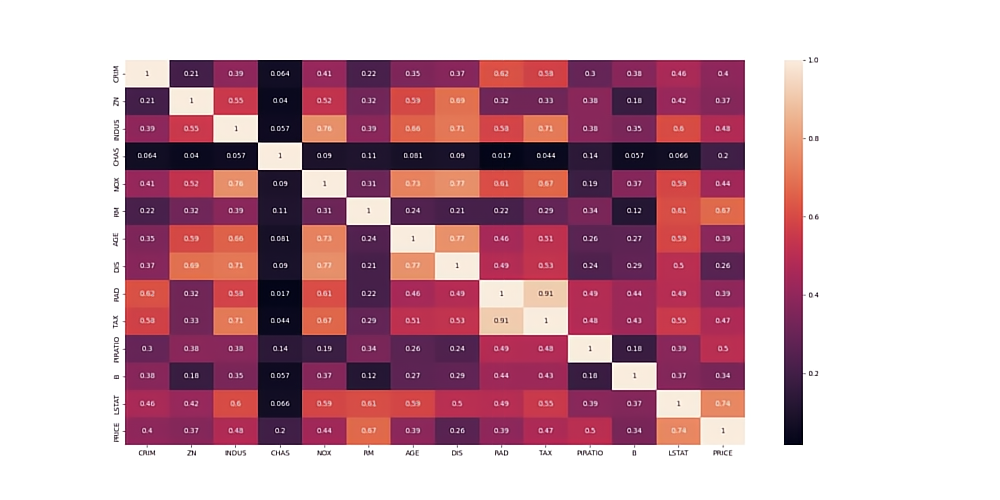 CRIM 1 0.21 0.39 0.064 0.41 0.22 0.35 0.37 0.62 0.58 0.3 0.38 0.46 0.4
ZN 0.21 1 0.55 0.04 0.52 0.32 0.59 0.69 0.32 0.33 0.38 0.18 0.42 0.37
INDUS 0.39 0.55 1 0.057 0.76 0.39 0.66 0.71 0.58 0.71 0.38 0.35 0.6 0.48
CHAS 0.064 0.04 0.057 1 0.09 0.11 0.081 0.09 0.017 0.044 0.14 0.057 0.066 0.2
NOX 0.41 0.52 0.76 0.09 1 0.31 0.73 0.77 0.61 0.67 0.19 0.37 0.59 0.44
RM 0.22 0.32 0.39 0.11 0.31 1 0.24 0.21 0.22 0.29 0.34 0.12 0.61 0.67
AGE 0.35 0.59 0.66 0.081 0.73 0.24 1 0.77 0.46 0.51 0.26 0.27 0.59 0.39
DIS 0.37 0.69 0.71 0.09 0.77 0.21 0.77 1 0.49 0.53 0.24 0.29 0.5 0.26
RAD 0.62 0.32 0.58 0.017 0.61 0.22 0.46 0.49 1 0.91 0.49 0.44 0.49 0.39
TAX 0.58 0.33 0.71 0.044 0.67 0.29 0.51 0.53 0.91 1 0.48 0.43 0.55 0.47
PIRATIO 0.3 0.38 0.38 0.14 0.19 0.34 0.26 0.24 0.49 0.48 1 0.18 0.39 0.5
B 0.38 0.18 0.35 0.057 0.37 0.12 0.27 0.29 0.44 0.43 0.18 1 0.37 0.34
LSTAT 0.46 0.42 0.6 0.066 0.59 0.61 0.59 0.5 0.49 0.55 0.39 0.37 1 0.74
PRICE 0.4 0.37 0.48 0.2 0.44 0.67 0.39 0.26 0.39 0.47 0.5 0.34 0.74 1
CRIM ZN INDUS CHAS NOX RM AGE DIS RAD TAX PIRATIO B LSTAT PRICE
1.0
0.8
0.6
0.4
0.2